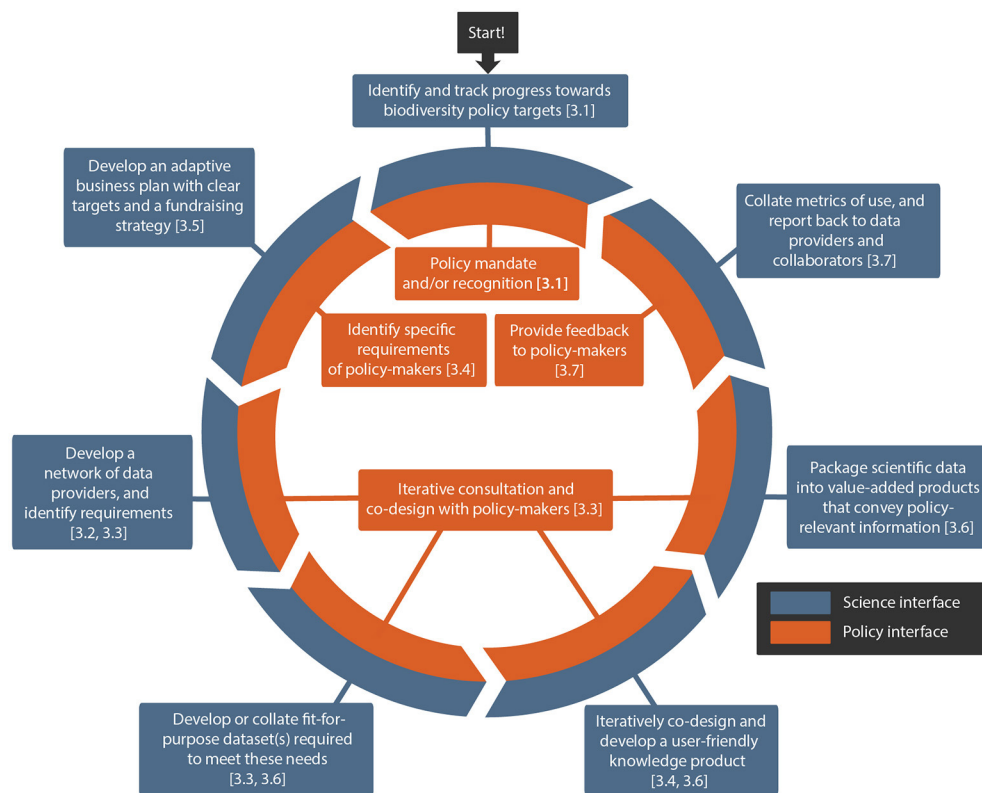 Start!
Identify and track progress towards
biodiversity policy targets [3.1]
Develop an adaptive
business plan with clear
targets and a fundraising
strategy [3.5]
Collate metrics of use, and
report back to data
providers and
collaborators [3.7]
Policy mandate
and/or recognition [3.1]
Identify specific
requirements
of policy-makers [3.4]
Provide feedback
to policy-makers
[3.7]
Develop a
network of data
providers, and
identify requirements
[3.2, 3.3]
Iterative consultation and
co-design with policy-makers [3.3]
Package scientific data
into value-added products
that convey policy-
relevant information [3.6]
Science interface
Policy interface
Develop or collate fit-for-
purpose dataset(s) required
to meet these needs
[3.3, 3.6]
Iteratively co-design and
develop a user-friendly
knowledge product
[3.4, 3.6]